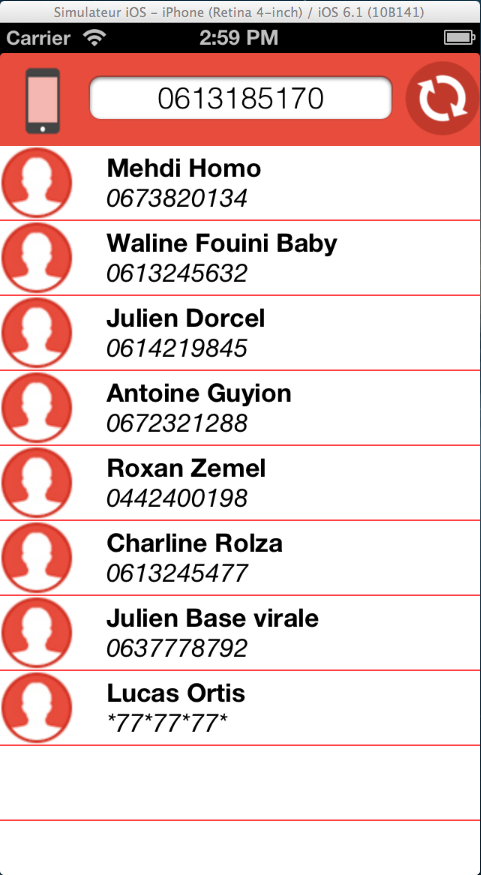 Simulateur iOS - iPhone (Retina 4-inch) / iOS 6.1 (10B141)
Carrier 2:59 PM
0613185170
Mehdi Homo
0673820134
Waline Fouini Baby
0613245632
Julien Dorcel
0614219845
Antoine Guyion
0672321288
Roxan Zemel
0442400198
Charline Rolza
0613245477
Julien Base virale
0637778792
Lucas Ortis
*77*77*77*